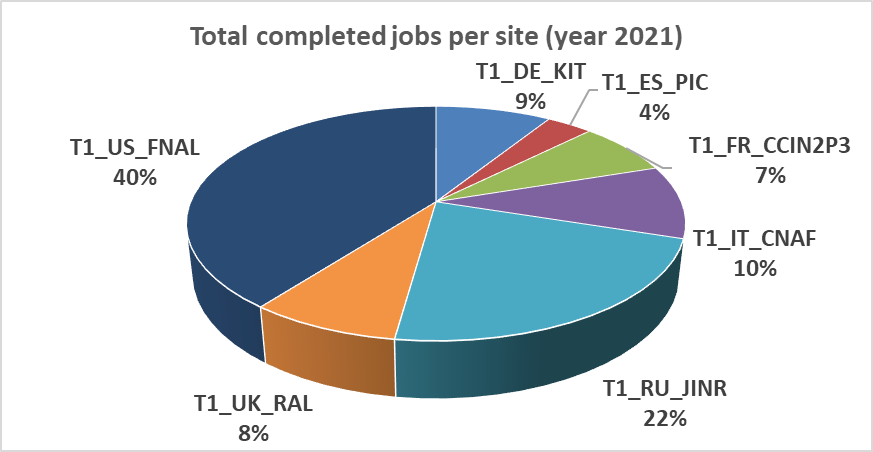 Total completed jobs per site (year 2021)
T1_DE_KIT
9%
T1_ES_PIC
4%
T1_FR_CCIN2P3
7%
T1_IT_CNAF
10%
T1_RU_JINR
22%
T1_UK_RAL
8%
T1_US_FNAL
40%